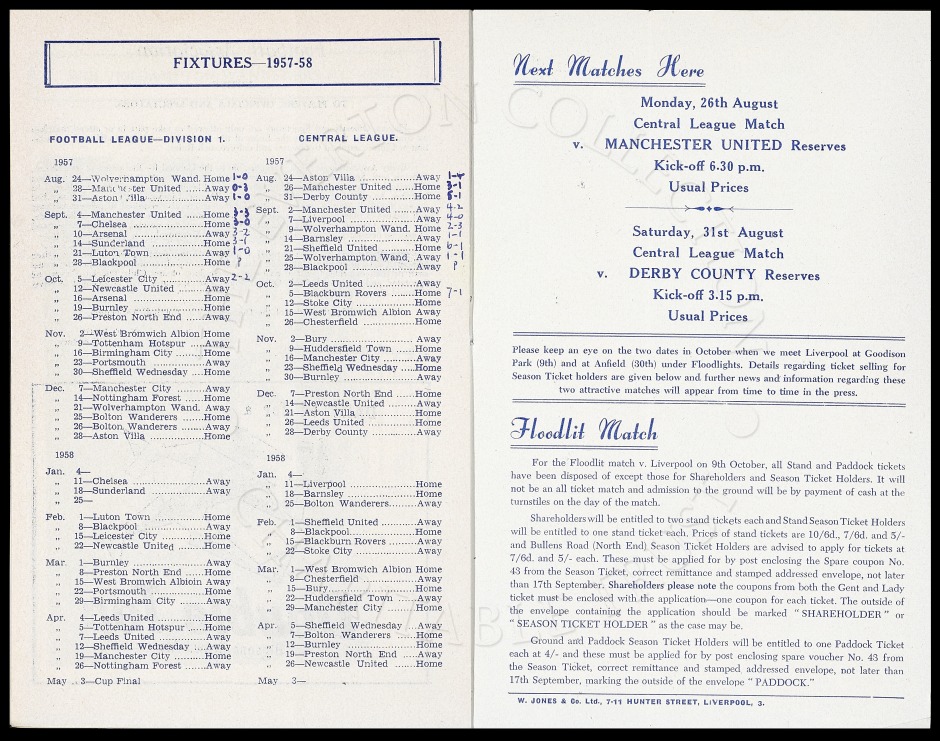 FIXTURES—1957-58
FOOTBALL LEAGUE—DIVISION 1.
1957
Aug. 24—Wolverhampton Wand. Home 1-0
„ 28—Manchester United ......Away 0-3
„ 31—Aston Villa ..................Away 1-0
Sept. 4—Manchester United ......Home 3-3
„ 7—Chelsea ........................Home 3-0
„ 10—Arsenal ........................Away 3-2
„ 14—Sunderland ..................Home 3-1
„ 21—Luton Town ..................Away 1-0
„ 28—Blackpool .....................Home P
Oct. 5—Leicester City ...............Away 2-2
„ 12—Newcastle United .........Away
„ 16—Arsenal ........................Home
„ 19—Burnley ........................Home
„ 26—Preston North End ......Away
Nov. 2—West Bromwich Albion Home
„ 9—Tottenham Hotspur ......Away
„ 16—Birmingham City .........Home
„ 23—Portsmouth ..................Away
„ 30—Sheffield Wednesday ...Home
Dec. 7—Manchester City .........Away
„ 14—Nottingham Forest ......Home
„ 21—Wolverhampton Wand. Away
„ 25—Bolton Wanderers .........Home
„ 26—Bolton Wanderers .........Away
„ 28—Aston Villa ..................Home
1958
Jan. 4—
„ 11—Chelsea ........................Away
„ 18—Sunderland ..................Away
„ 25—
Feb. 1—Luton Town ..................Home
„ 8—Blackpool .....................Away
„ 15—Leicester City ...............Home
„ 22—Newcastle United .........Home
Mar. 1—Burnley ........................Away
„ 8—Preston North End ......Home
„ 15—West Bromwich Albioin Away
„ 22—Portsmouth ..................Home
„ 29—Birmingham City .........Away
Apr. 4—Leeds United ...............Home
„ 5—Tottenham Hotspur ......Home
„ 7—Leeds United ...............Away
„ 12—Sheffield Wednesday ...Away
„ 19—Manchester City .........Home
„ 26—Nottingham Forest ......Away
May 3—Cup Final
CENTRAL LEAGUE.
1957
Aug. 24—Aston Villa ..................Away 1-4
„ 26—Manchester United ......Home 3-1
„ 31—Derby County ...............Home 5-1
Sept. 2—Manchester United ......Away 4-2
„ 7—Liverpool .....................Away 4-0
„ 9—Wolverhampton Wand. Home 2-3
„ 14—Barnsley .....................Away 1-1
„ 21—Sheffield United ............Home 6-1
„ 25—Wolverhampton Wand. Away 1-1
„ 28—Blackpool .....................Away P
Oct. 2—Leeds United ...............Away
„ 5—Blackburn Rovers .........Home 7-1
„ 12—Stoke City ..................Home
„ 15—West Bromwich Albion Away
„ 26—Chesterfield ..................Home
Nov. 2—Bury ...........................Away
„ 9—Huddersfield Town ......Home
„ 16—Manchester City .........Away
„ 23—Sheffield Wednesday ....Home
„ 30—Burnley ........................Away
Dec. 7—Preston North End ......Home
„ 14—Newcastle United .........Away
„ 21—Aston Villa ..................Home
„ 26—Leeds United ...............Home
„ 28—Derby County ...............Away
1958
Jan. 4—
„ 11—Liverpool .....................Home
„ 18—Barnsley .....................Home
„ 25—Bolton Wanderers.........Away
Feb. 1—Sheffield United ............Away
„ 8—Blackpool.....................Home
„ 15—Blackburn Rovers .........Away
„ 22—Stoke City ..................Away
Mar. 1—West Bromwich Albion Home
„ 8—Chesterfield ..................Away
„ 15—Bury...........................Home
„ 22—Huddersfield Town ......Away
„ 29—Manchester City .........Home
Apr. 5—Sheffield Wednesday ....Away
„ 7—Bolton Wanderers .........Home
„ 12—Burnley ........................Home
„ 19—Preston North End ......Away
„ 26—Newcastle United .........Home
May 3—
Next Matches Here
Monday, 26th August
Central League Match
v. MANCHESTER UNITED Reserves
Kick-off 6.30 p.m.
Usual Prices
Saturday, 31st August
Central League Match
v. DERBY COUNTY Reserves
Kick-off 3.15 p.m.
Usual Prices
Please keep an eye on the two dates in October when we meet Liverpool at Goodison
Park (9th) and at Anfield (30th) under Floodlights. Details regarding ticket selling for
Season Ticket holders are given below and further news and information regarding these
two attractive matches will appear from time to time in the press.
Floodlit Match
For the Floodlit match v. Liverpool on 9th October, all Stand and Paddock tickets
have been disposed of except those for Shareholders and Season Ticket Holders. It will
not be an all ticket match and admission to the ground will be by payment of cash at the
turnstiles on the day of the match.
Shareholders will be entitled to two stand tickets each and Stand Season Ticket Holders
will be entitled to one stand ticket each. Prices of stand tickets are 10/6d., 7/6d. and 5/-
and Bullens Road (North End) Season Ticket Holders are advised to apply for tickets at
7/6d. and 5/- each. These must be applied for by post enclosing the Spare coupon No.
43 from the Season Ticket, correct remittance and stamped addressed envelope, not later
than 17th September. Shareholders please note the coupons from both the Gent and Lady
ticket must be enclosed with the application—one coupon for each ticket. The outside of
the envelope containing the application should be marked “ SHAREHOLDER ” or
“ SEASON TICKET HOLDER ” as the case may be.
Ground and Paddock Season Ticket Holders will be entitled to one Paddock Ticket
each at 4/- and these must be applied for by post enclosing spare voucher No. 43 from
the Season Ticket, correct remittance and stamped addressed envelope, not later than
17th September, marking the outside of the envelope “ PADDOCK.”
W. JONES & Co. Ltd., 7-11 HUNTER STREET, LIVERPOOL, 3.